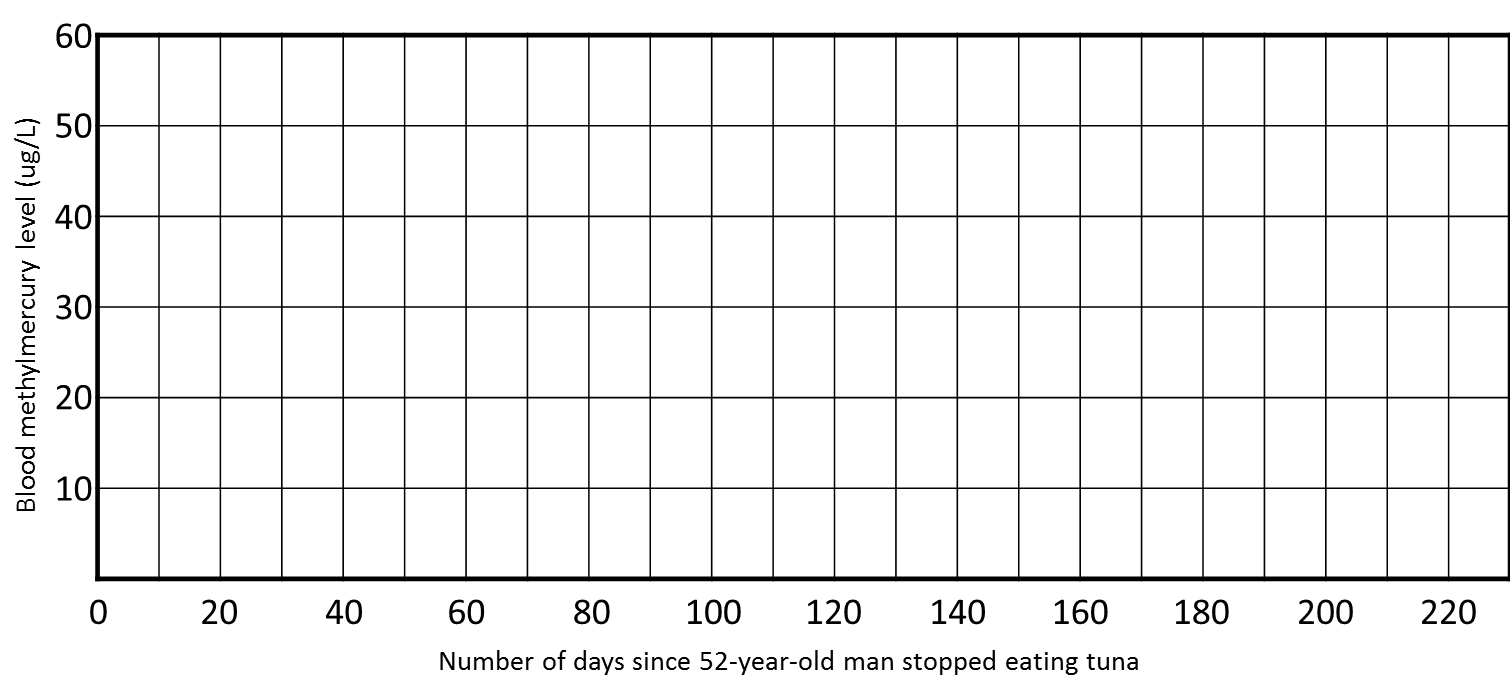 60
50
40
30
20
10
Blood methylmercury level (ug/L)
0 20 40 60 80 100 120 140 160 180 200 220
Number of days since 52-year-old man stopped eating tuna